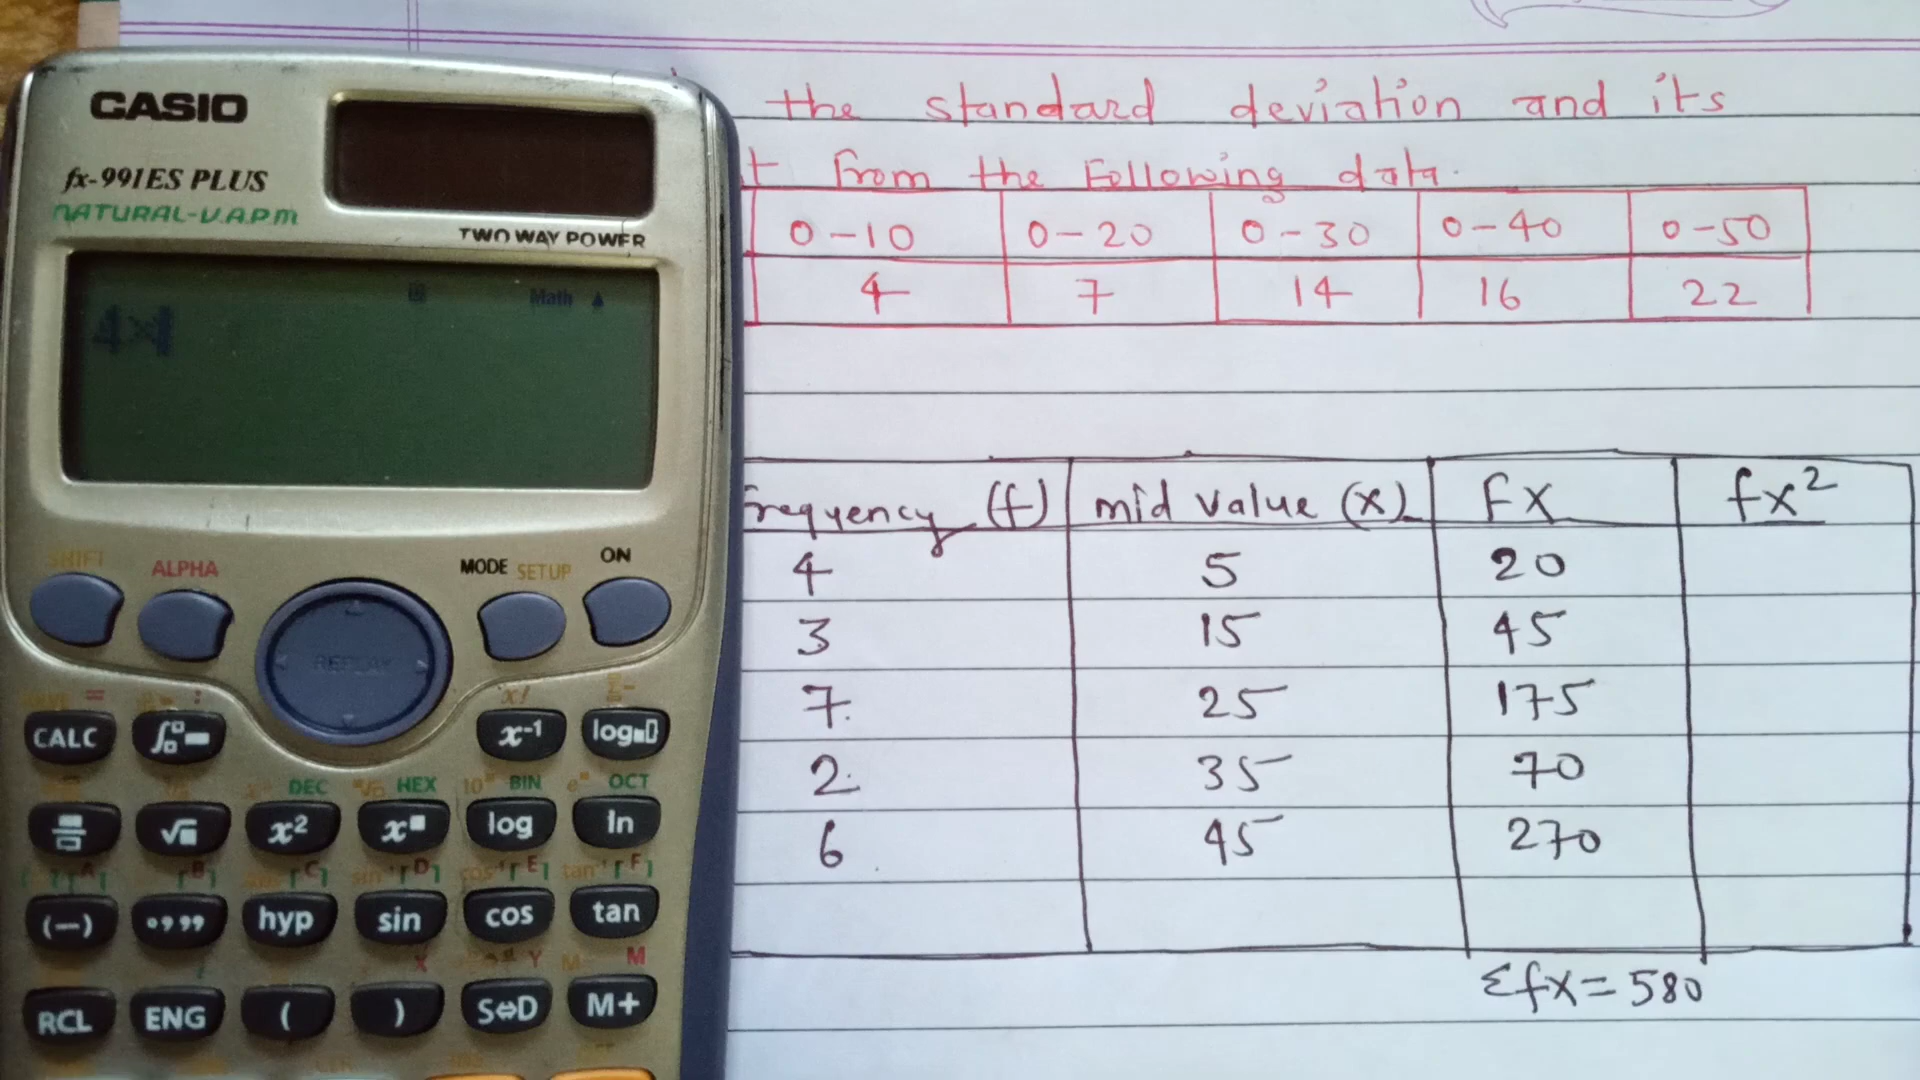 CASIO
fx-991ES PLUS
NATURAL-V.A.P.M
TWO WAY POWER
Math
4×4
SHIFT ALPHA MODE SETUP ON
REPLAY
CALC x⁻¹ x!
DEC HEX BIN OCT
x² log ln
(−) hyp sin cos tan
RCL ENG ( ) S⇔D M+
the standard deviation and its
t from the following data.
0-10 0-20 0-30 0-40 0-50
4 7 14 16 22
frequency (f) mid value (x) FX fx²
4 5 20
3 15 45
7 25 175
2 35 70
6 45 270
Σfx=580